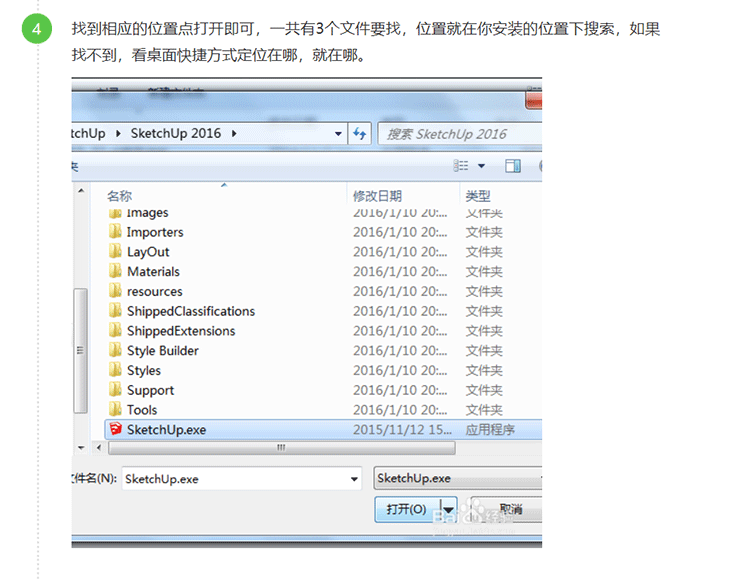 4
找到相应的位置点打开即可，一共有3个文件要找，位置就在你安装的位置下搜索，如果
找不到，看桌面快捷方式定位在哪，就在哪。
tchUp SketchUp 2016 搜索 SketchUp 2016
夹
名称 修改日期 类型
Images 2016/1/10 20:... 文件夹
Importers 2016/1/10 20:... 文件夹
LayOut 2016/1/10 20:... 文件夹
Materials 2016/1/10 20:... 文件夹
resources 2016/1/10 20:... 文件夹
ShippedClassifications 2016/1/10 20:... 文件夹
ShippedExtensions 2016/1/10 20:... 文件夹
Style Builder 2016/1/10 20:... 文件夹
Styles 2016/1/10 20:... 文件夹
Support 2016/1/10 20:... 文件夹
Tools 2016/1/10 20:... 文件夹
SketchUp.exe 2015/11/12 15... 应用程序
文件名(N): SketchUp.exe SketchUp.exe
打开(O) 取消
Baidu 经验